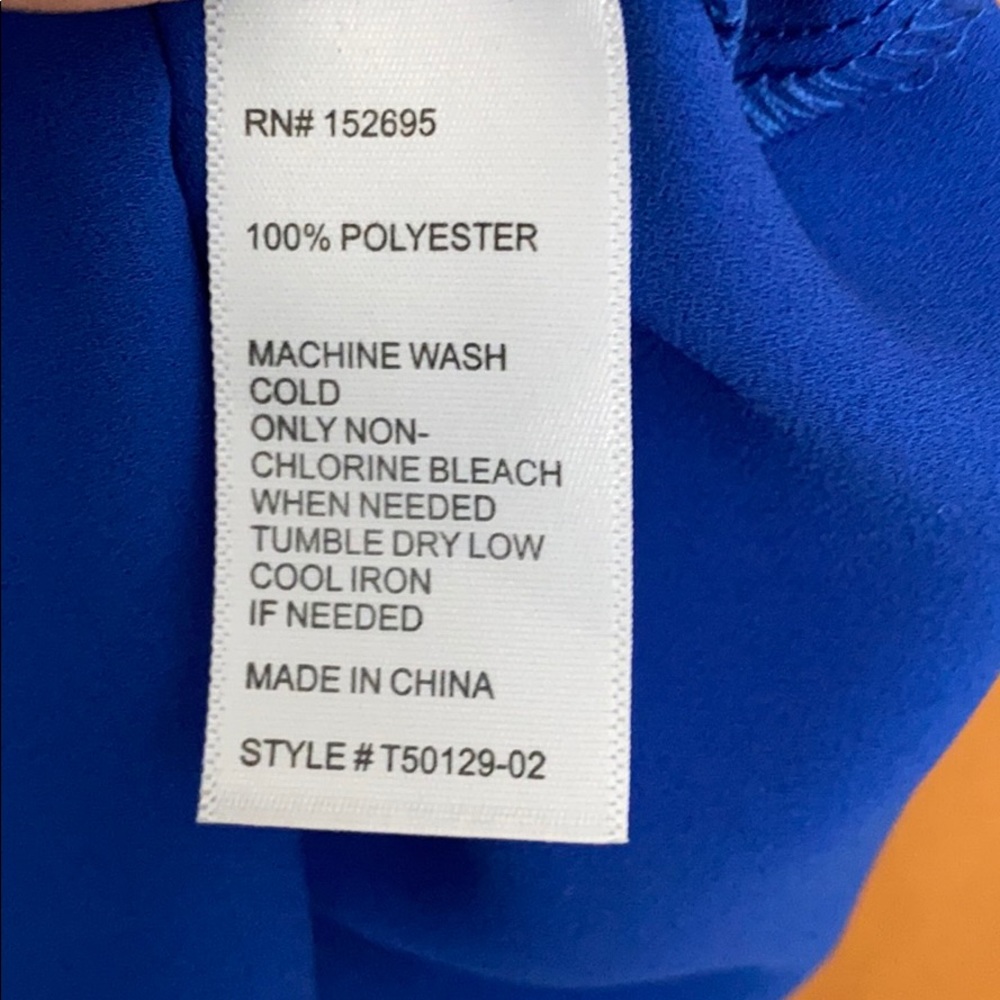 RN# 152695
100% POLYESTER
MACHINE WASH
COLD
ONLY NON-
CHLORINE BLEACH
WHEN NEEDED
TUMBLE DRY LOW
COOL IRON
IF NEEDED
MADE IN CHINA
STYLE # T50129-02